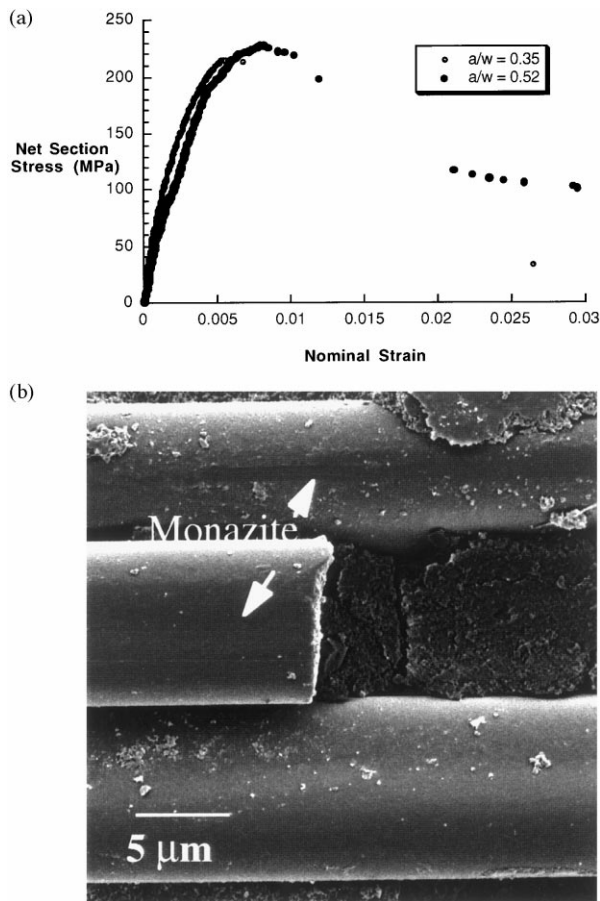 (a)
250
200
150
100
50
0
Net Section
Stress (MPa)
a/w = 0.35
a/w = 0.52
0 0.005 0.01 0.015 0.02 0.025 0.03
Nominal Strain
(b)
Monazite
5 μm